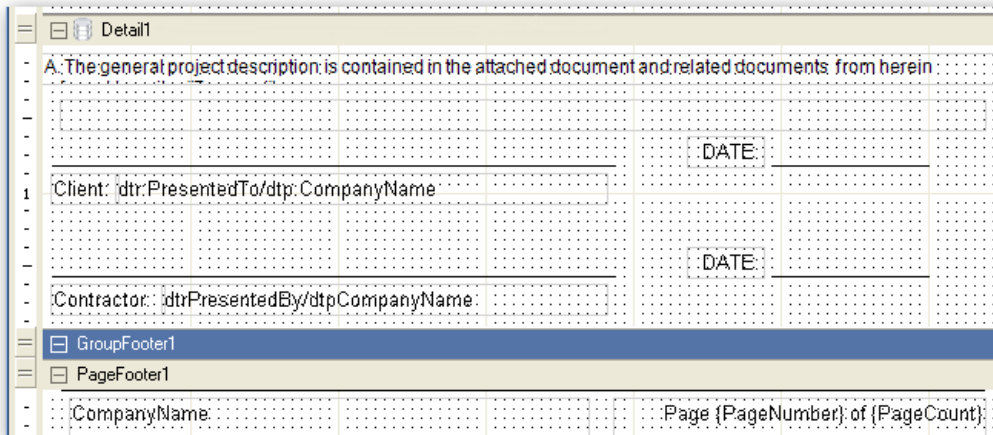 Detail1
A. The general project description is contained in the attached document and related documents from herein
DATE:
Client: dtr:PresentedTo/dtp:CompanyName
1
DATE:
Contractor: dtrPresentedBy/dtpCompanyName
GroupFooter1
PageFooter1
CompanyName Page {PageNumber} of {PageCount}